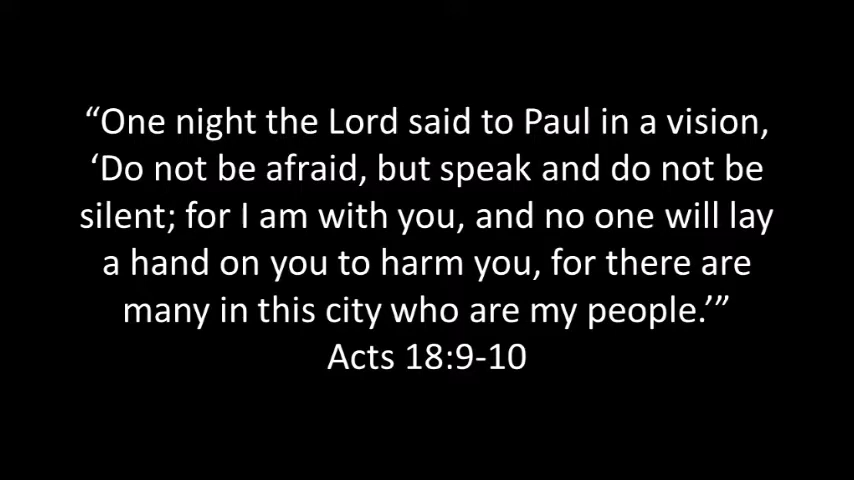 “One night the Lord said to Paul in a vision,
‘Do not be afraid, but speak and do not be
silent; for I am with you, and no one will lay
a hand on you to harm you, for there are
many in this city who are my people.’”
Acts 18:9-10